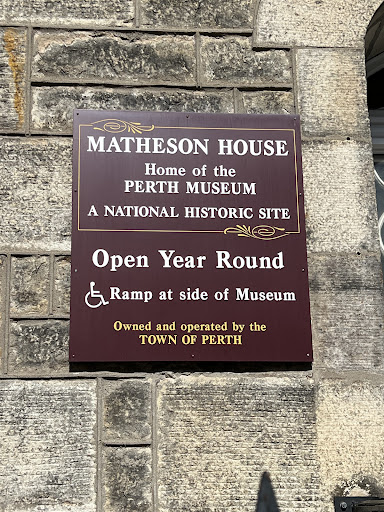 MATHESON HOUSE
Home of the
PERTH MUSEUM
A NATIONAL HISTORIC SITE
Open Year Round
Ramp at side of Museum
Owned and operated by the
TOWN OF PERTH